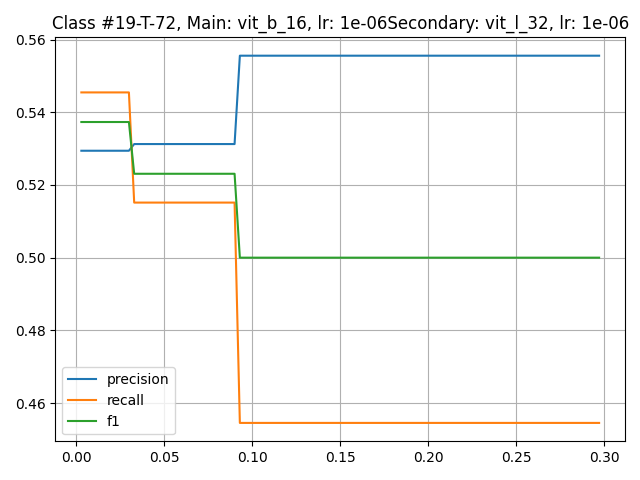 Class #19-T-72, Main: vit_b_16, lr: 1e-06Secondary: vit_l_32, lr: 1e-06
0.56
0.54
0.52
0.50
0.48
0.46
precision
recall
f1
0.00 0.05 0.10 0.15 0.20 0.25 0.30